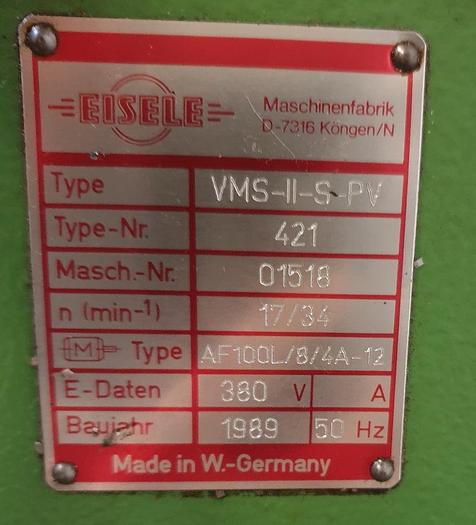 EISELE
Maschinenfabrik
D-7316 Köngen/N
Type VMS-II-S-PV
Type-Nr. 421
Masch.-Nr. 01518
n (min-1) 17/34
M Type AF100L/8/4A-12
E-Daten 380 V A
Baujahr 1989 50 Hz
Made in W.-Germany